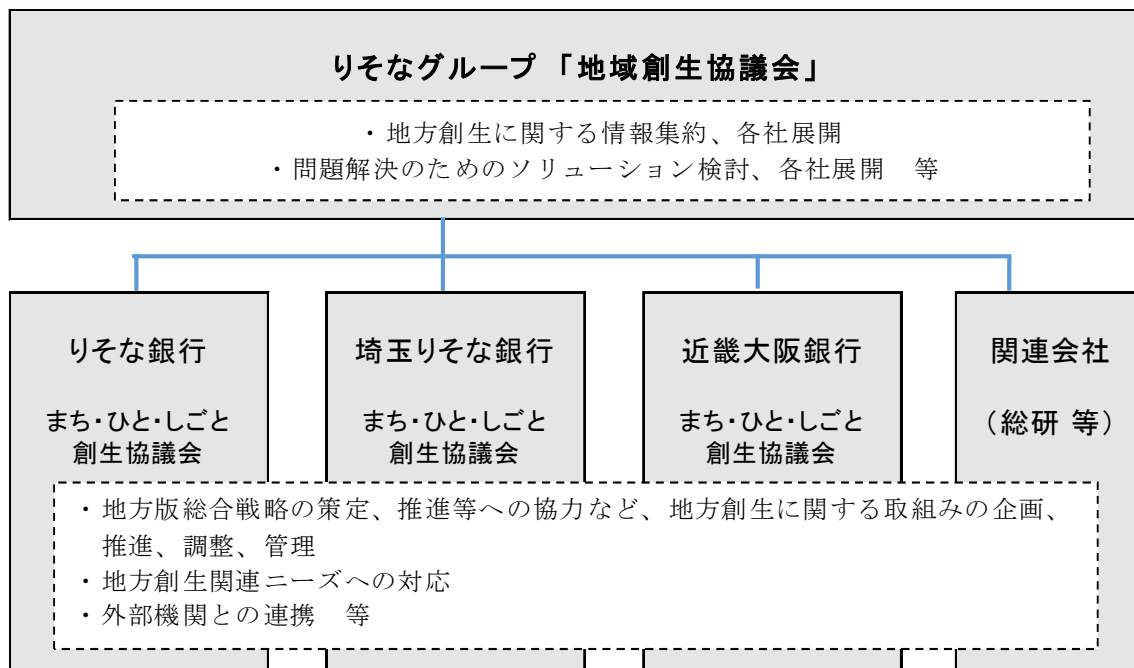 りそなグループ 「地域創生協議会」
・地方創生に関する情報集約、各社展開
・問題解決のためのソリューション検討、各社展開　等
りそな銀行
まち・ひと・しごと
創生協議会
埼玉りそな銀行
まち・ひと・しごと
創生協議会
近畿大阪銀行
まち・ひと・しごと
創生協議会
関連会社
（総研 等）
・地方版総合戦略の策定、推進等への協力など、地方創生に関する取組みの企画、
推進、調整、管理
・地方創生関連ニーズへの対応
・外部機関との連携　等